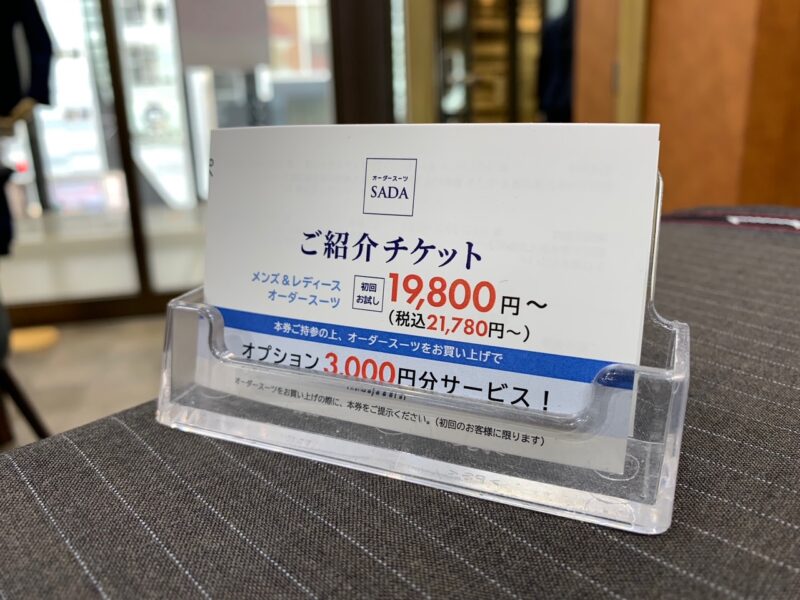 オーダースーツ
SADA
ご紹介チケット
メンズ＆レディース
オーダースーツ
初回
お試し
19,800円～
(税込21,780円～)
本券ご持参の上、オーダースーツをお買い上げで
オプション3,000円分サービス！
オーダースーツをお買い上げの際に、本券をご提示ください。(初回のお客様に限ります)